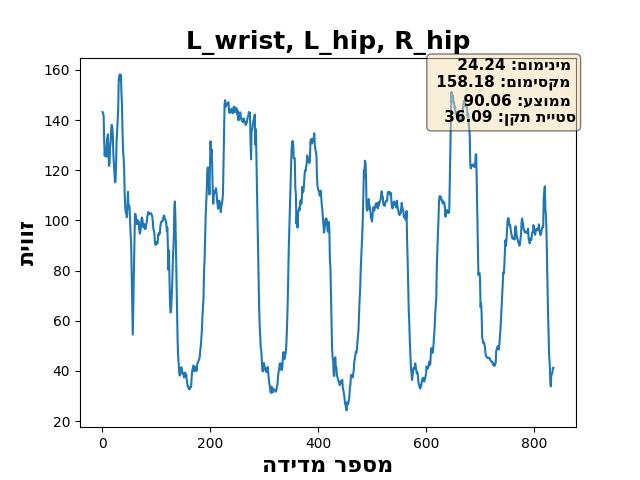 L_wrist, L_hip, R_hip
מינימום: 24.24
מקסימום: 158.18
ממוצע: 90.06
סטיית תקן: 36.09
160
140
120
100
80
60
40
20
זווית
0 200 400 600 800
מספר מדידה